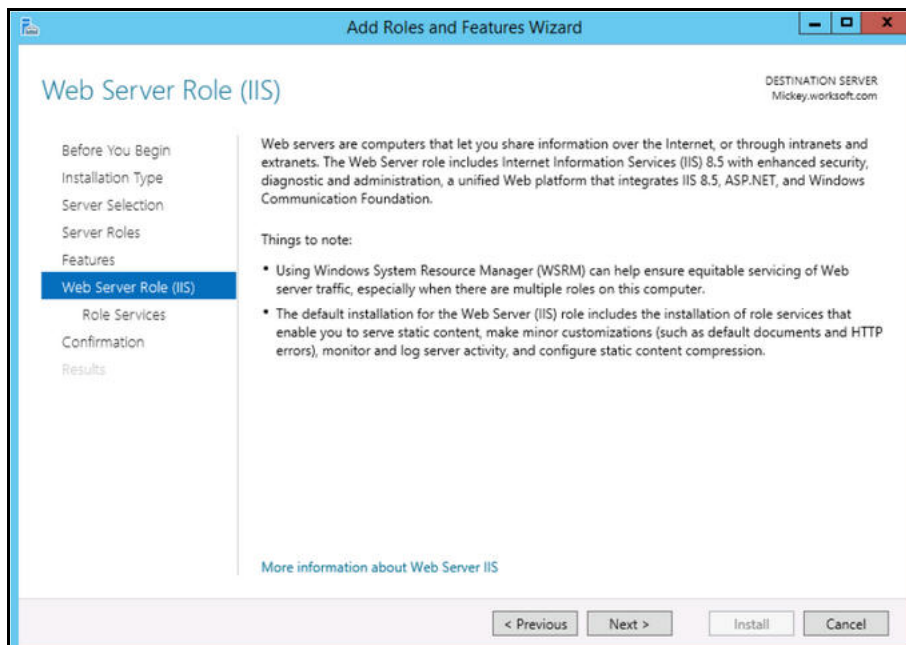 Add Roles and Features Wizard
Web Server Role (IIS)
DESTINATION SERVER
Mickey.worksoft.com
Before You Begin
Installation Type
Server Selection
Server Roles
Features
Web Server Role (IIS)
Role Services
Confirmation
Results
Web servers are computers that let you share information over the Internet, or through intranets and
extranets. The Web Server role includes Internet Information Services (IIS) 8.5 with enhanced security,
diagnostic and administration, a unified Web platform that integrates IIS 8.5, ASP.NET, and Windows
Communication Foundation.
Things to note:
• Using Windows System Resource Manager (WSRM) can help ensure equitable servicing of Web
server traffic, especially when there are multiple roles on this computer.
• The default installation for the Web Server (IIS) role includes the installation of role services that
enable you to serve static content, make minor customizations (such as default documents and HTTP
errors), monitor and log server activity, and configure static content compression.
More information about Web Server IIS
< Previous
Next >
Install
Cancel